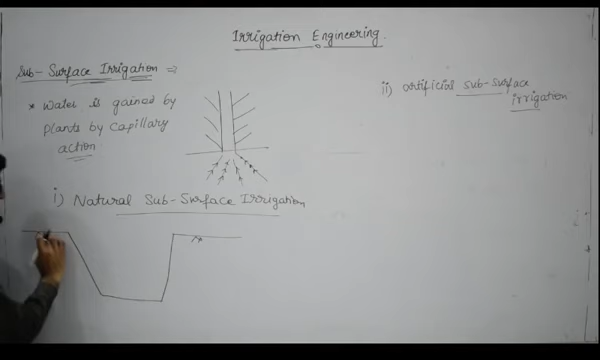 Irrigation Engineering.
Sub-Surface Irrigation ⇒
* Water is gained by
plants by capillary
action
ii) artificial sub-surface
irrigation
i) Natural Sub-Surface Irrigation